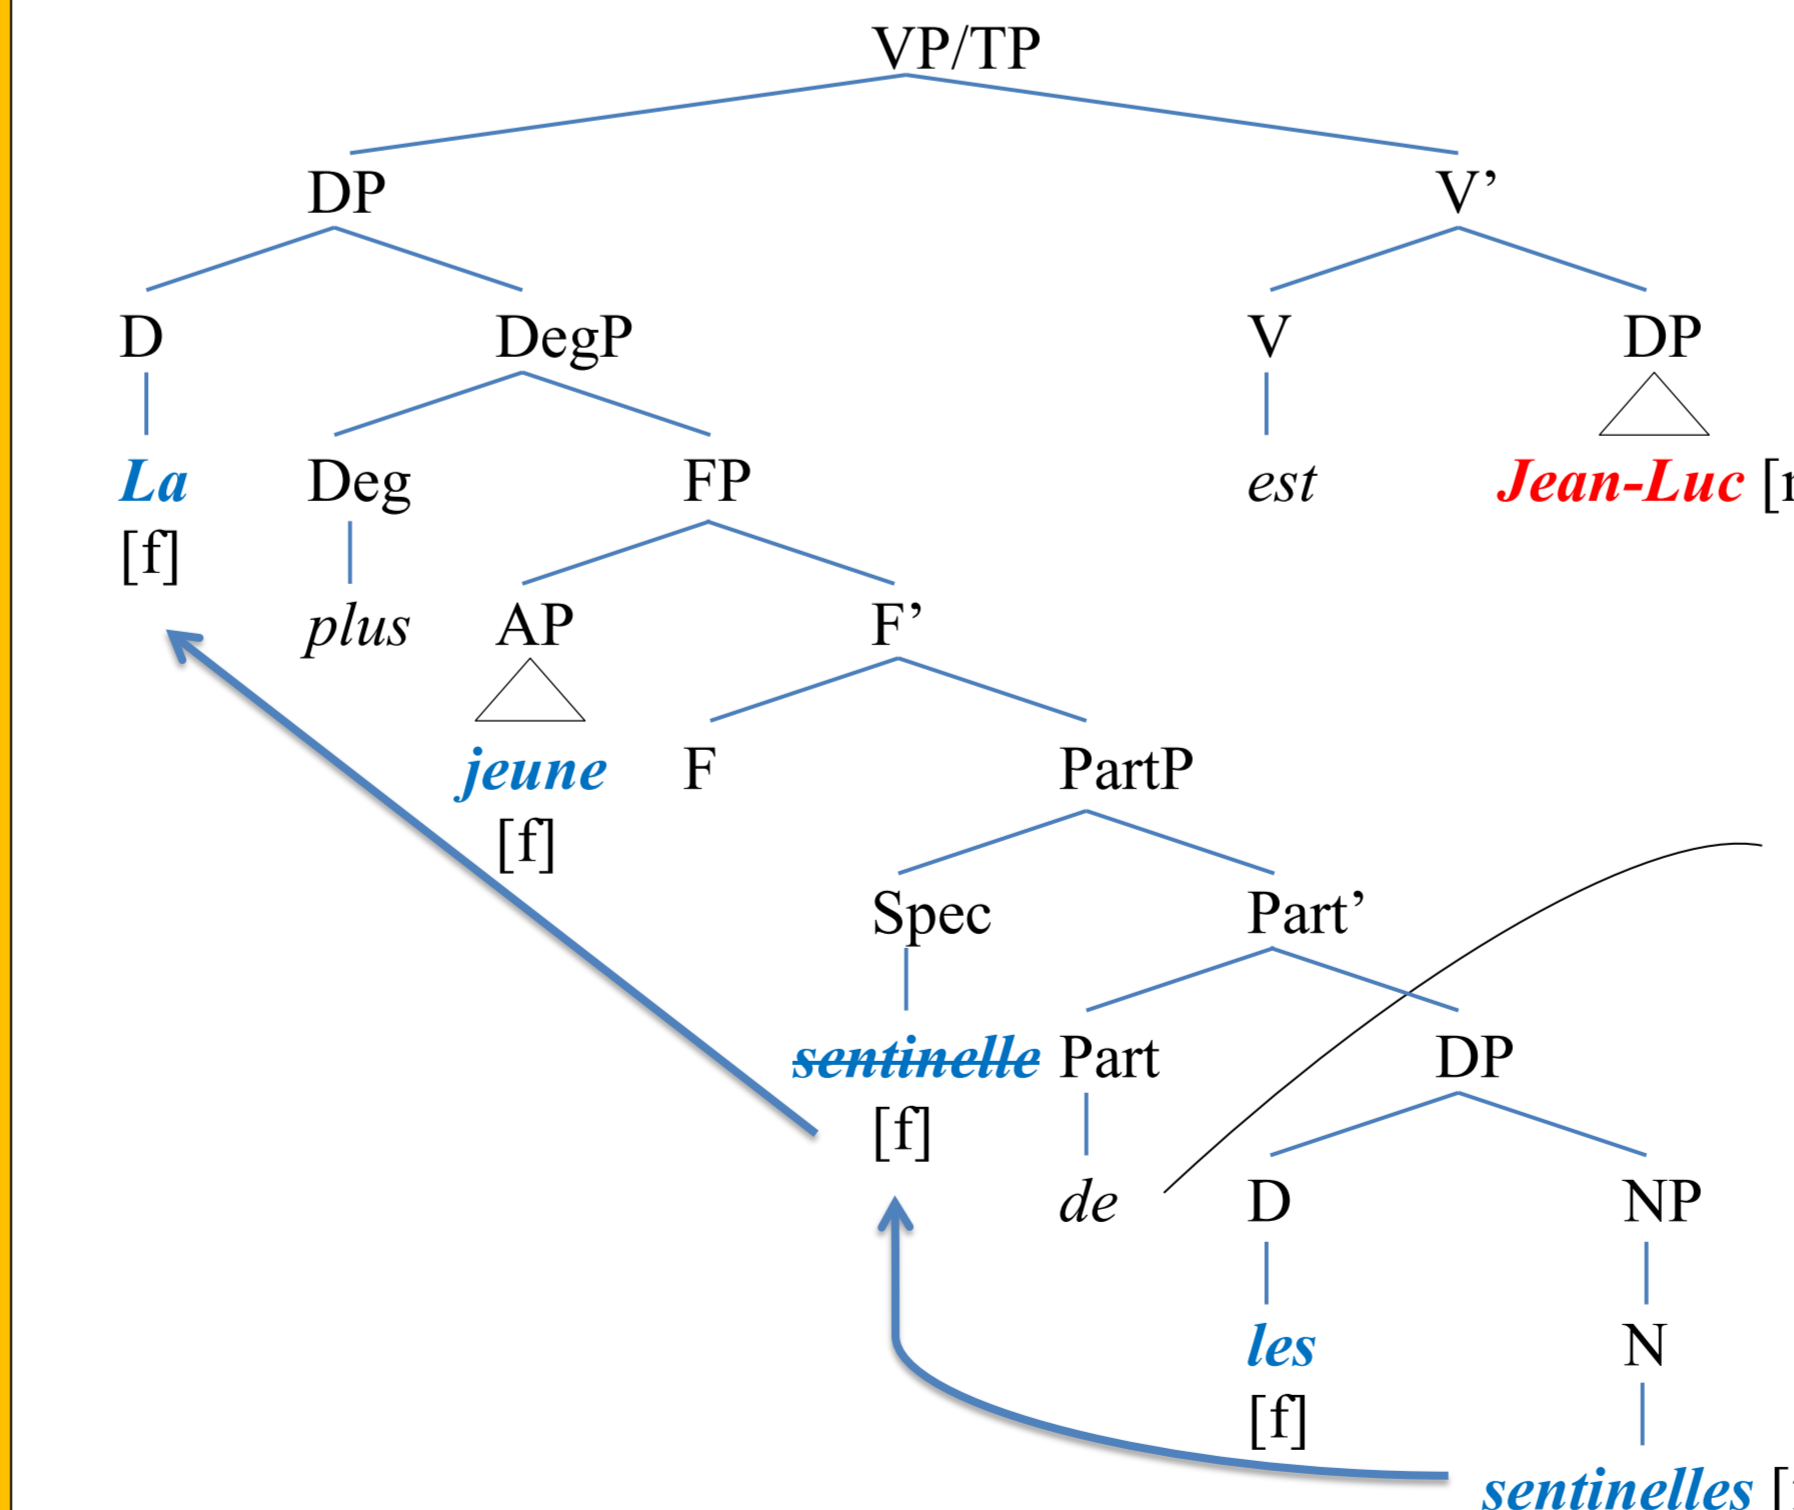 VP/TP
DP V’
D DegP V DP
La Deg FP est Jean-Luc [
[f]
plus AP F’
jeune F PartP
[f]
Spec Part’
sentinelle Part DP
[f]
de D NP
les N
[f]
sentinelles [